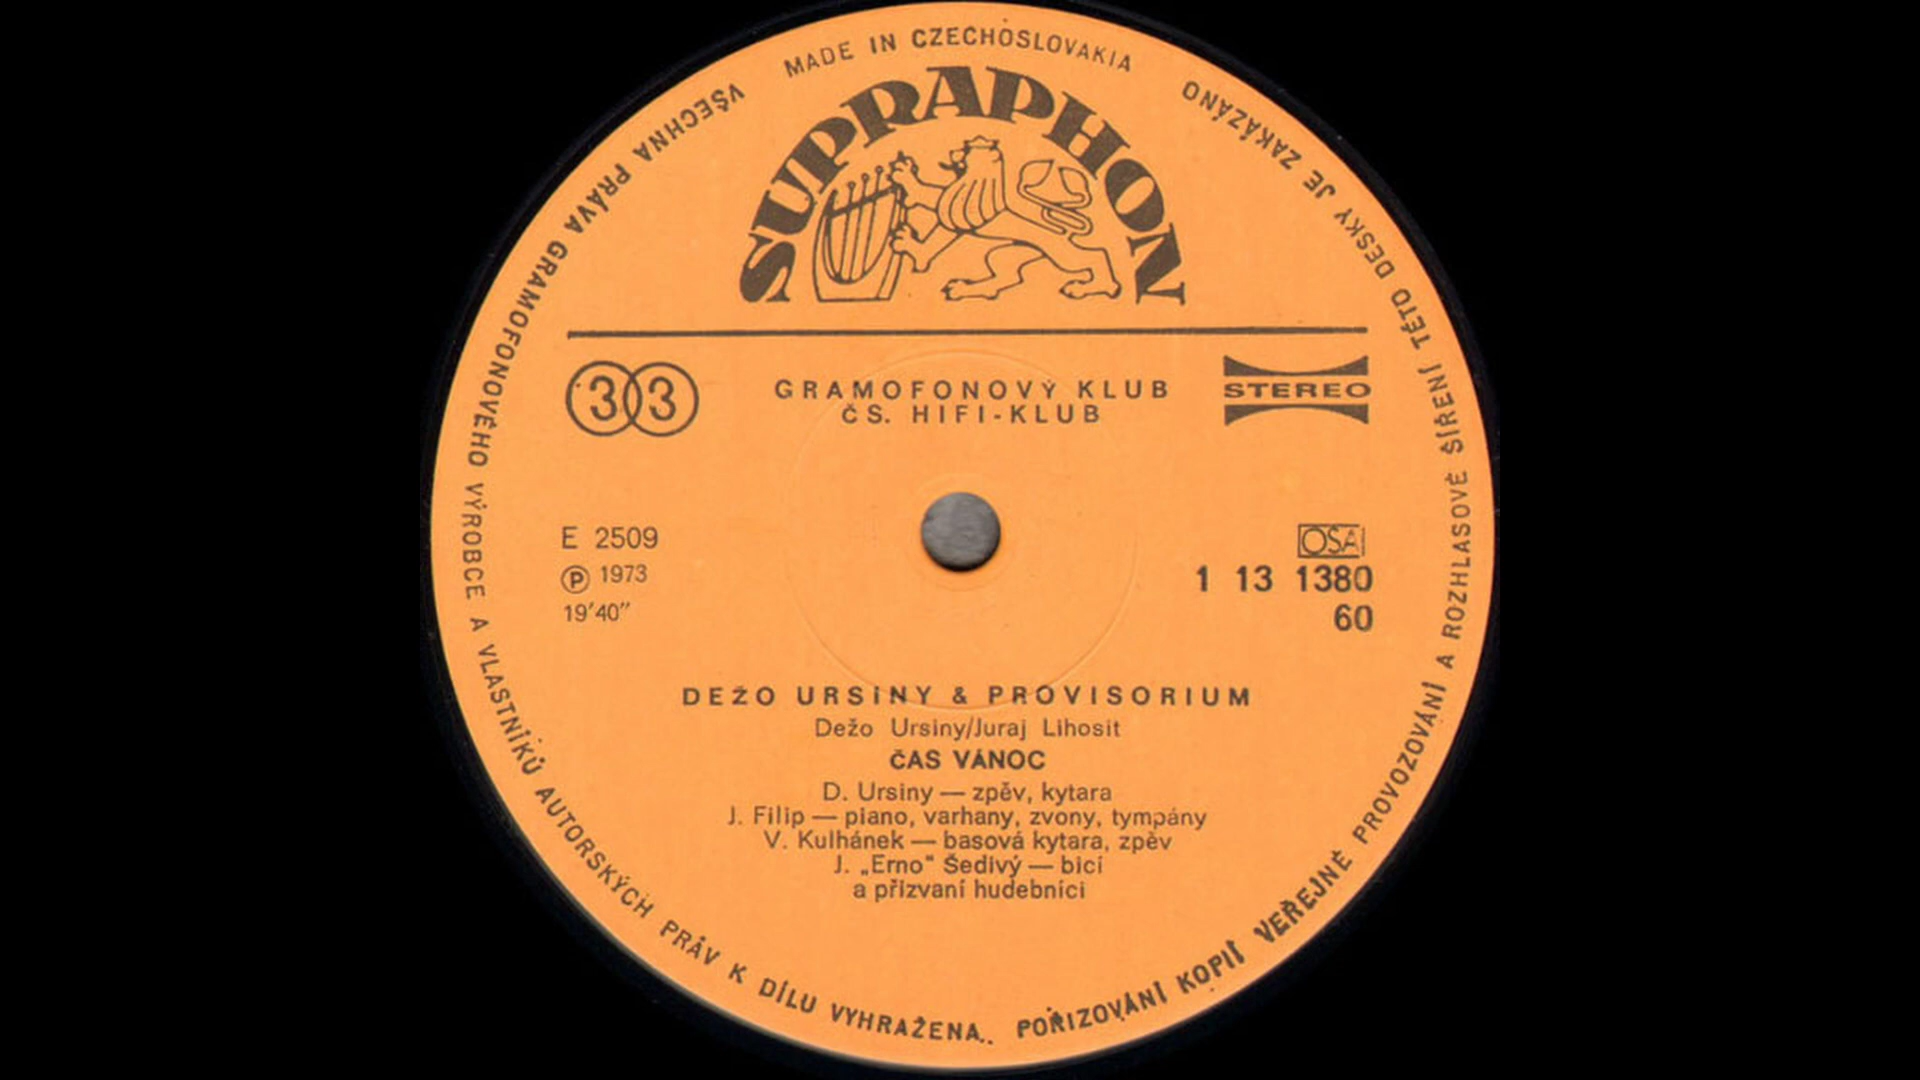 MADE IN CZECHOSLOVAKIA
SUPRAPHON
33
GRAMOFONOVÝ KLUB
ČS. HIFI-KLUB
STEREO
E 2509
Ⓟ 1973
19'40"
OSA
1 13 1380
60
DEŽO URSINY & PROVISORIUM
Dežo Ursiny/Juraj Lihosit
ČAS VÁNOC
D. Ursiny — zpěv, kytara
J. Filip — piano, varhany, zvony, tympány
V. Kulhánek — basová kytara, zpěv
J. „Erno“ Šedivý — bicí
a přizvaní hudebníci
VŠECHNA PRÁVA GRAMOFONOVÉHO VÝROBCE A VLASTNÍKŮ AUTORSKÝCH PRÁV K DÍLU VYHRAŽENA. POŘIZOVÁNÍ KOPIÍ VEŘEJNÉ PROVOZOVÁNÍ A ROZHLASOVÉ ŠÍŘENÍ TÉTO DESKY JE ZAKÁZÁNO